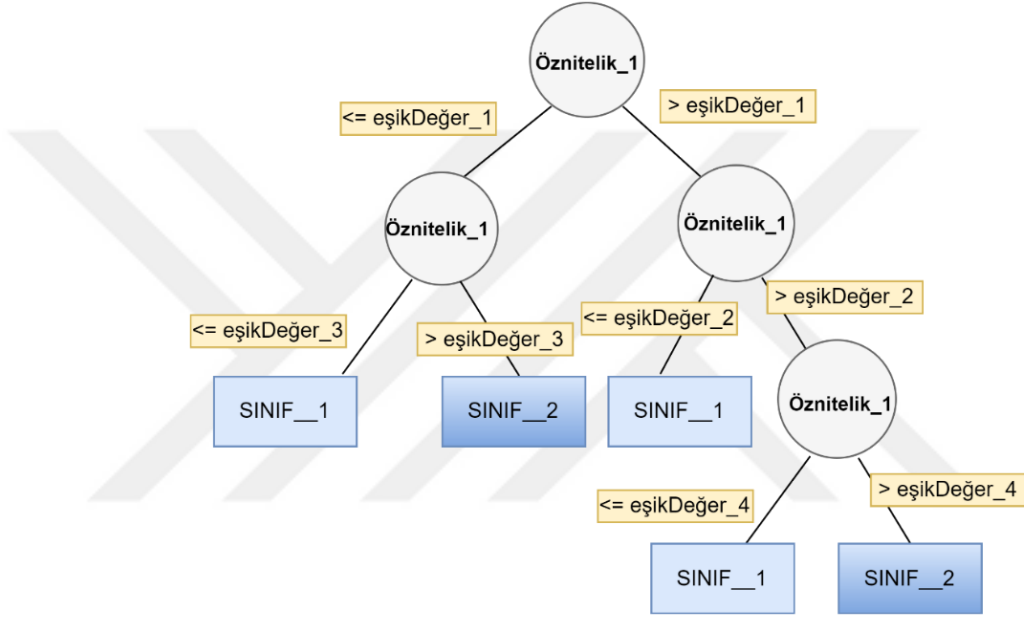 Öznitelik_1
<= eşikDeğer_1
> eşikDeğer_1
Öznitelik_1
Öznitelik_1
<= eşikDeğer_3
> eşikDeğer_3
<= eşikDeğer_2
> eşikDeğer_2
SINIF__1
SINIF__2
SINIF__1
Öznitelik_1
<= eşikDeğer_4
> eşikDeğer_4
SINIF__1
SINIF__2